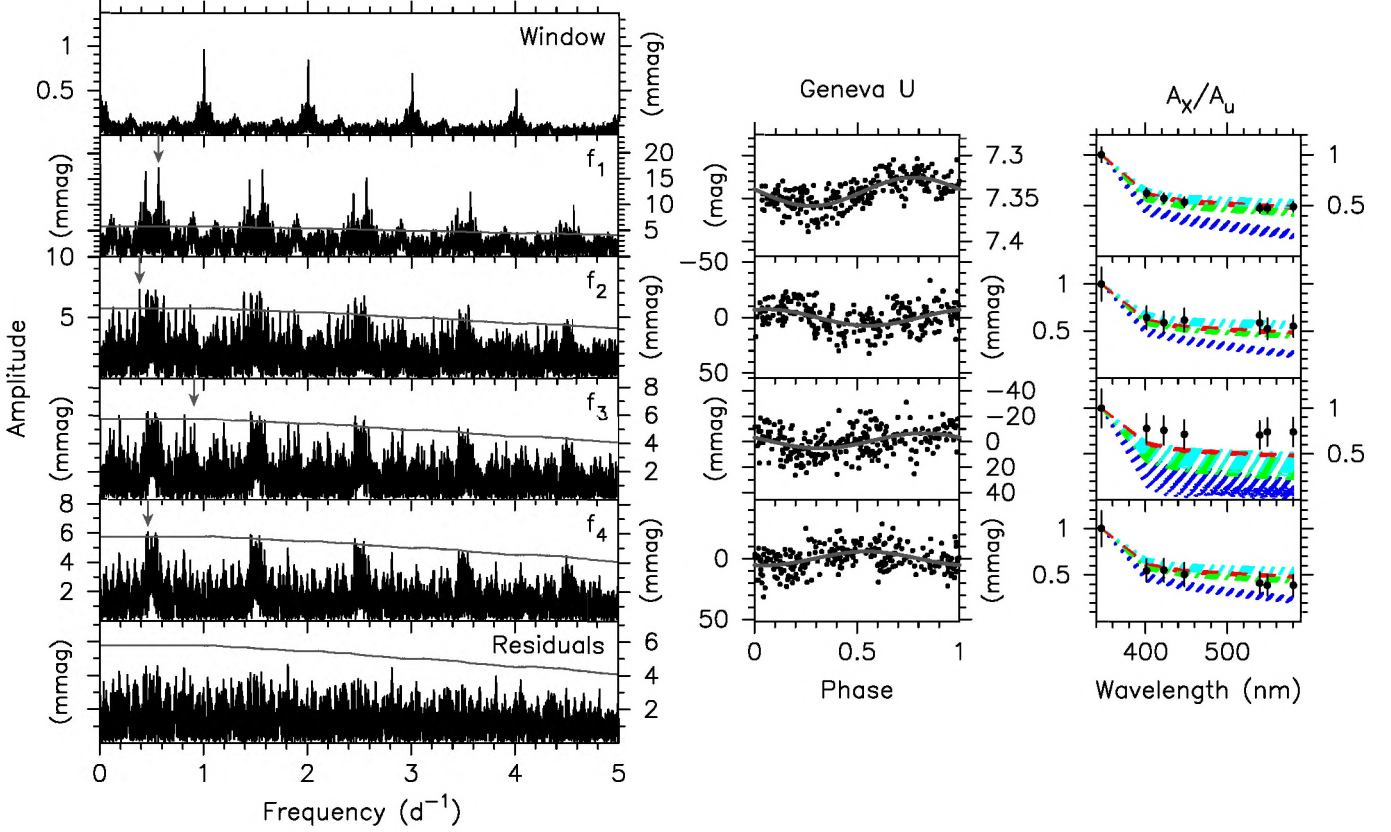 Window
1
0.5
(mmag)
f₁
20
15
10
5
(mmag)
10
5
f₂
(mmag)
8
6
4
2
f₃
8
6
4
2
(mmag)
f₄
8
6
4
2
(mmag)
Residuals
6
4
2
(mmag)
Amplitude
0 1 2 3 4 5
Frequency (d⁻¹)
Geneva U
7.3
7.35
7.4
(mag)
−50
0
50
(mmag)
−40
−20
0
20
40
(mmag)
0
50
(mmag)
0 0.5 1
Phase
Aₓ/Aᵤ
1
0.5
1
0.5
1
0.5
1
0.5
400 500
Wavelength (nm)